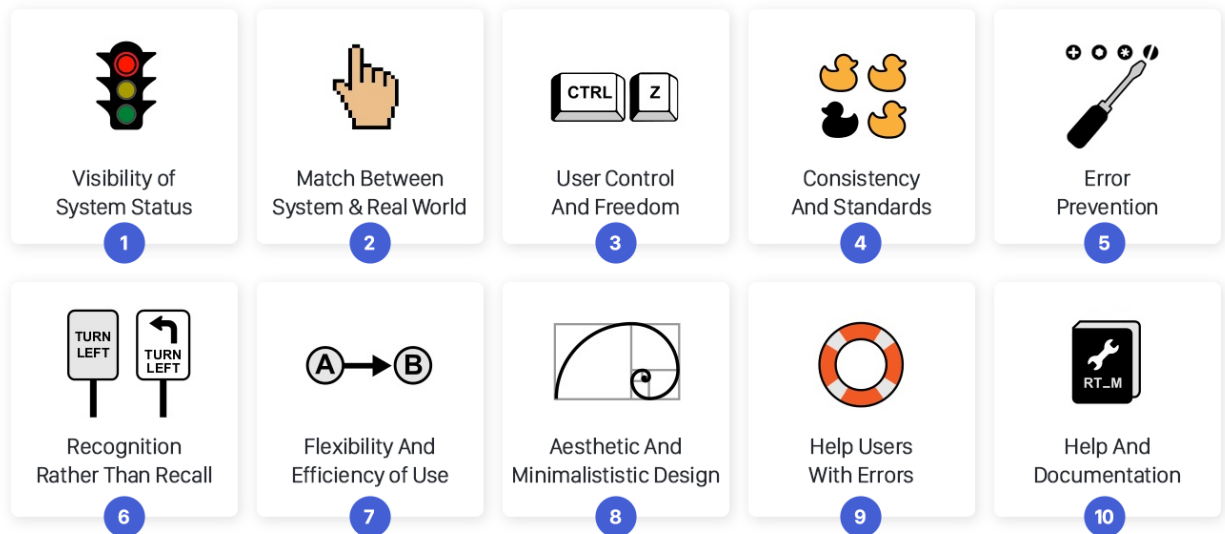 CTRL Z
Visibility of
System Status
1
Match Between
System & Real World
2
User Control
And Freedom
3
Consistency
And Standards
4
Error
Prevention
5
TURN
LEFT
TURN
LEFT
Recognition
Rather Than Recall
6
A B
Flexibility And
Efficiency of Use
7
Aesthetic And
Minimalististic Design
8
Help Users
With Errors
9
RT_M
Help And
Documentation
10